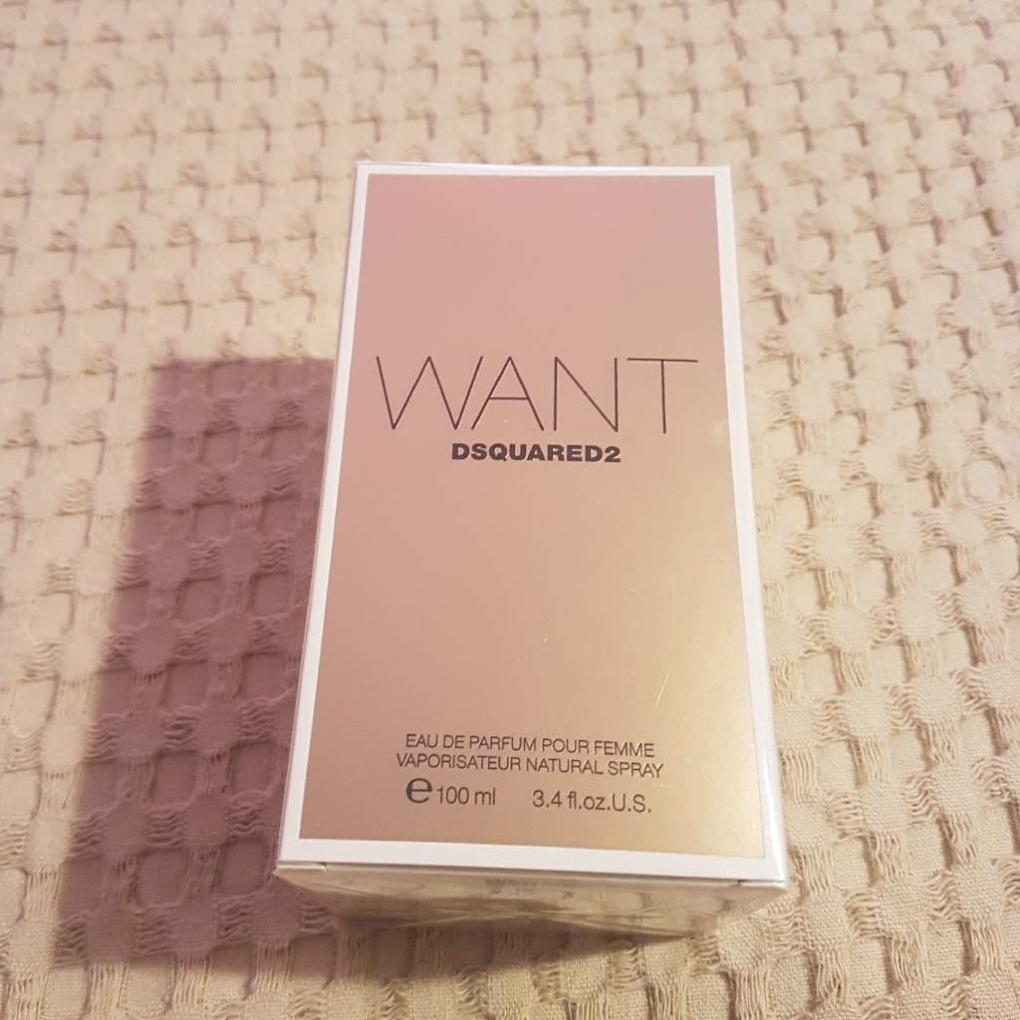 WANT
DSQUARED2
EAU DE PARFUM POUR FEMME
VAPORISATEUR NATURAL SPRAY
e 100 ml 3.4 fl.oz.U.S.